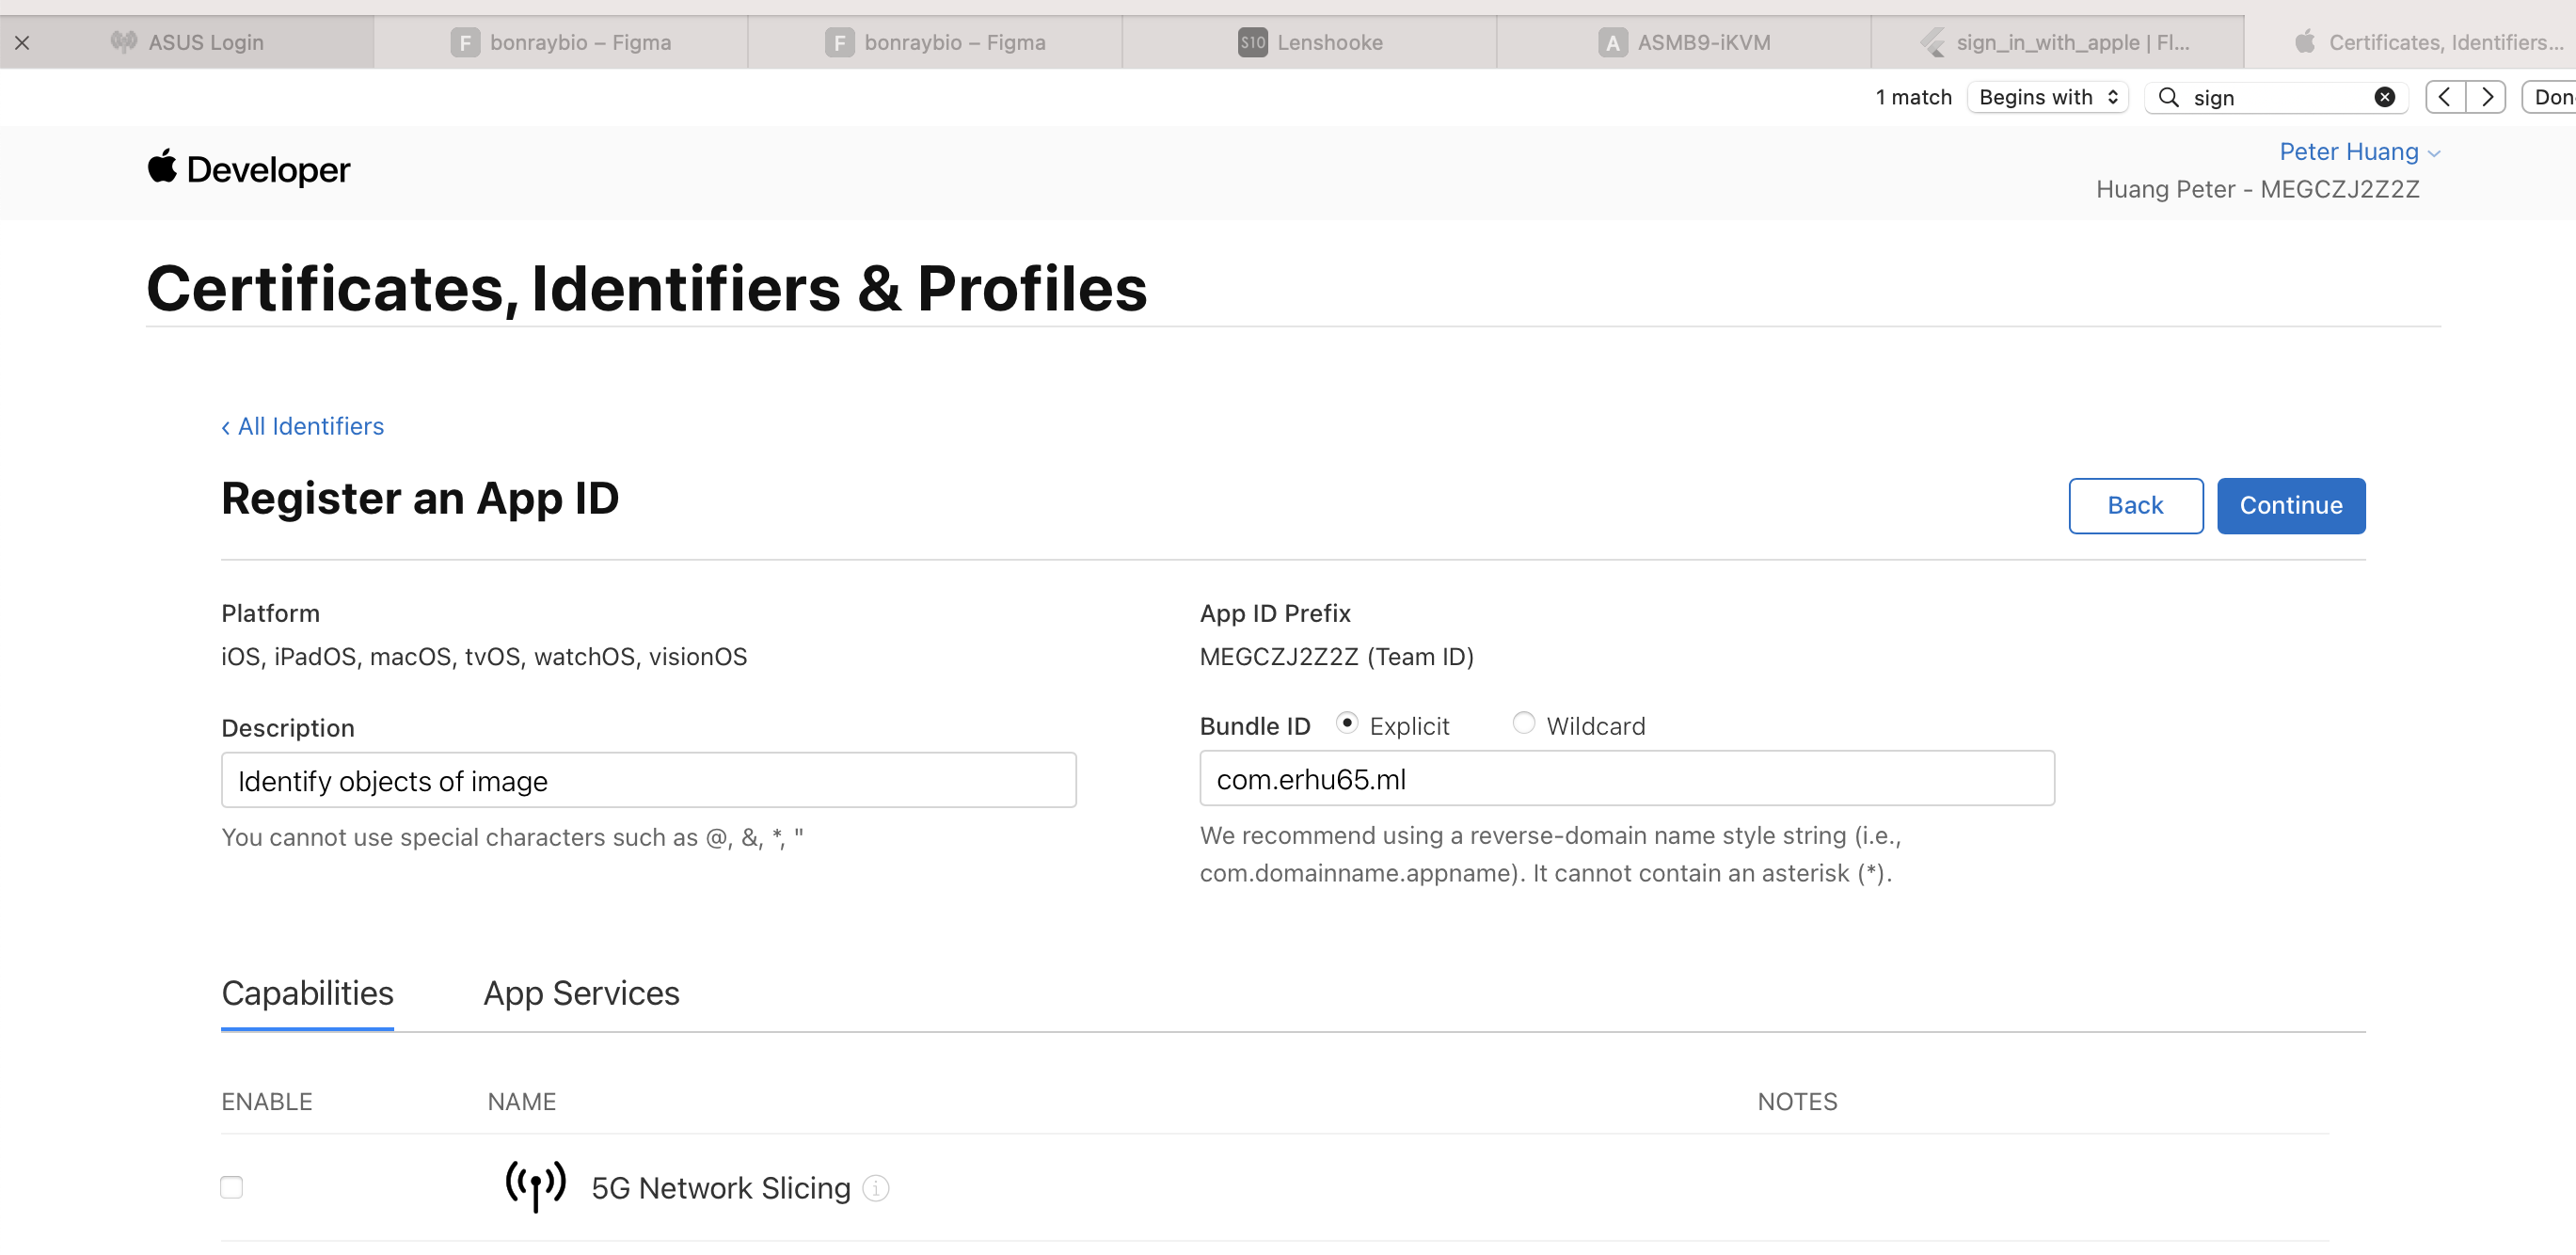 ASUS Login
F bonraybio – Figma
F bonraybio – Figma
S10 Lenshooke
A ASMB9-iKVM
sign_in_with_apple | Fl...
Certificates, Identifiers...
1 match
Begins with
sign
Don
Developer
Peter Huang
Huang Peter - MEGCZJ2Z2Z
Certificates, Identifiers & Profiles
‹ All Identifiers
Register an App ID
Back
Continue
Platform
iOS, iPadOS, macOS, tvOS, watchOS, visionOS
App ID Prefix
MEGCZJ2Z2Z (Team ID)
Description
Identify objects of image
You cannot use special characters such as @, &, *, "
Bundle ID
Explicit
Wildcard
com.erhu65.ml
We recommend using a reverse-domain name style string (i.e.,
com.domainname.appname). It cannot contain an asterisk (*).
Capabilities
App Services
ENABLE
NAME
NOTES
5G Network Slicing